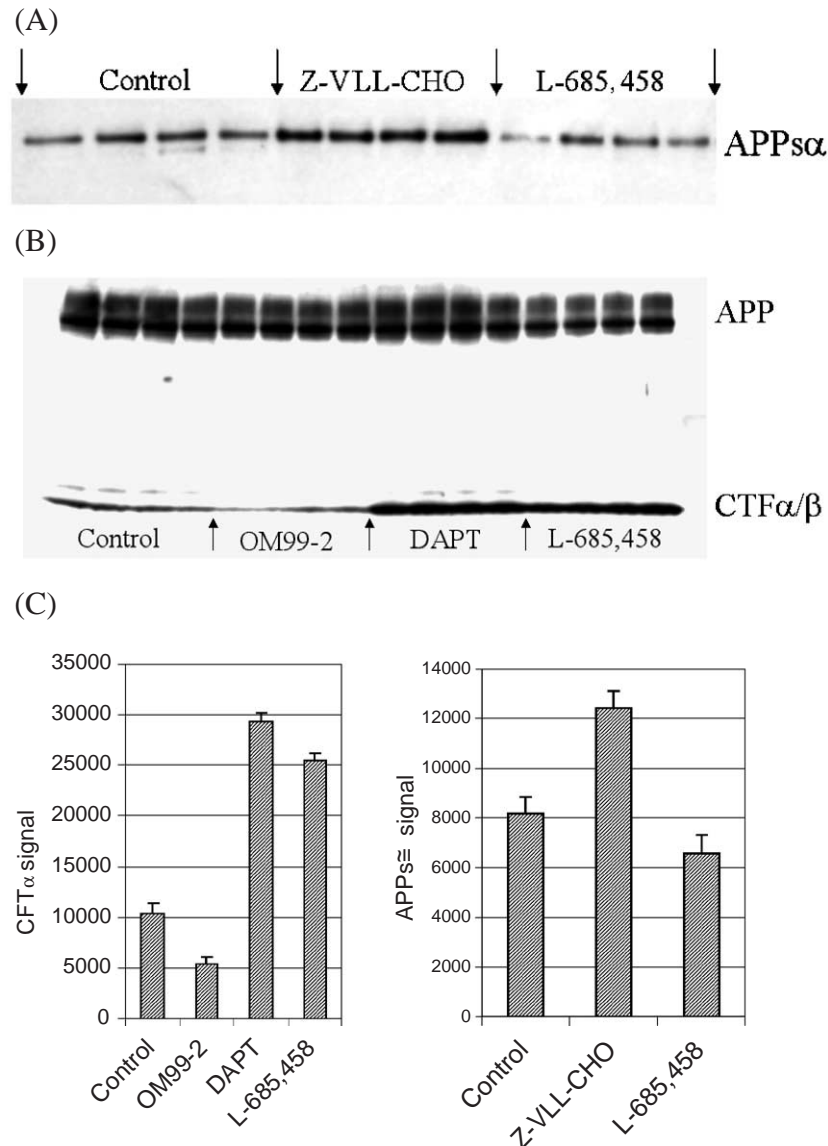 (A)
Control Z-VLL-CHO L-685,458
APPsα
(B)
APP
CTFα/β
Control OM99-2 DAPT L-685,458
(C)
35000
30000
25000
20000
15000
10000
5000
0
CFTα signal
Control
OM99-2
DAPT
L-685,458
14000
12000
10000
8000
6000
4000
2000
0
APPs≅ signal
Control
Z-VLL-CHO
L-685,458